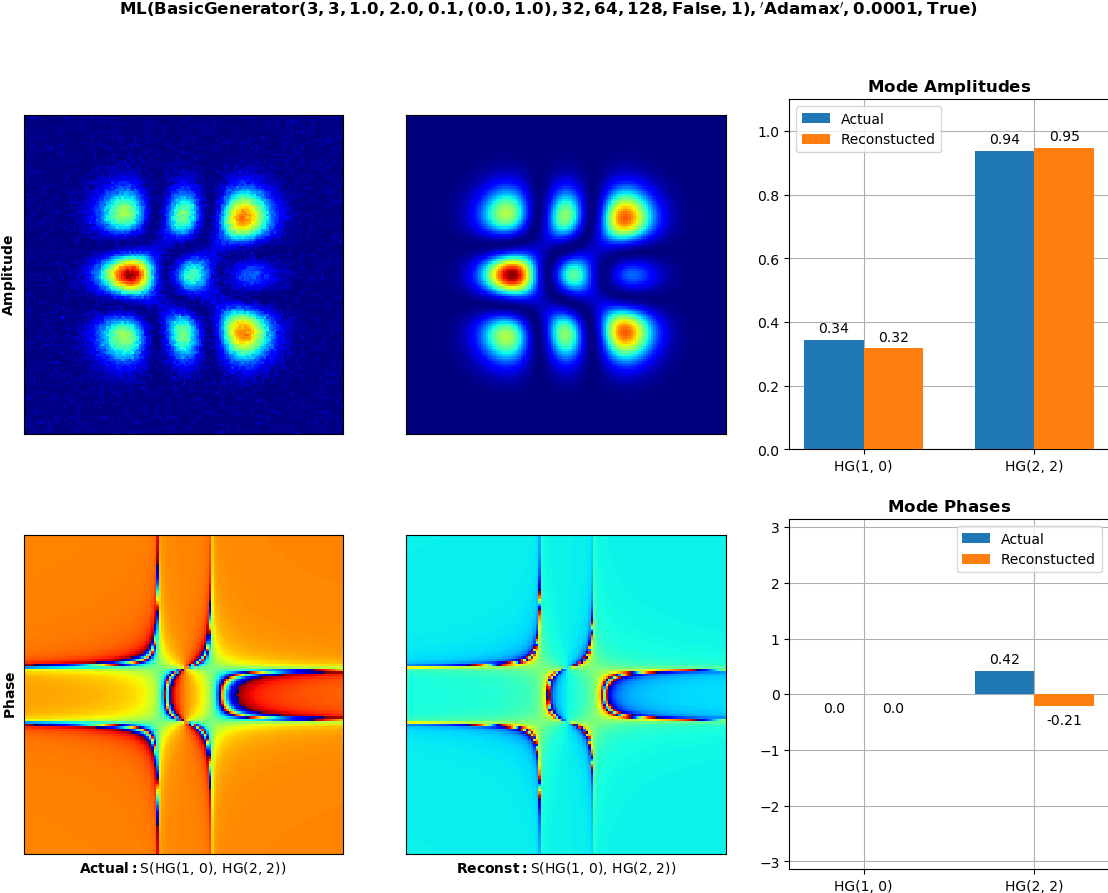 ML(BasicGenerator(3, 3, 1.0, 2.0, 0.1, (0.0, 1.0), 32, 64, 128, False, 1), ′Adamax′, 0.0001, True)
Mode Amplitudes
Amplitude
Actual
Reconstucted
1.0
0.8
0.6
0.4
0.2
0.0
0.34
0.32
0.94
0.95
HG(1, 0)
HG(2, 2)
Mode Phases
Phase
Actual
Reconstucted
3
2
1
0
−1
−2
−3
0.0
0.0
0.42
-0.21
HG(1, 0)
HG(2, 2)
Actual: S(HG(1, 0), HG(2, 2))
Reconst: S(HG(1, 0), HG(2, 2))